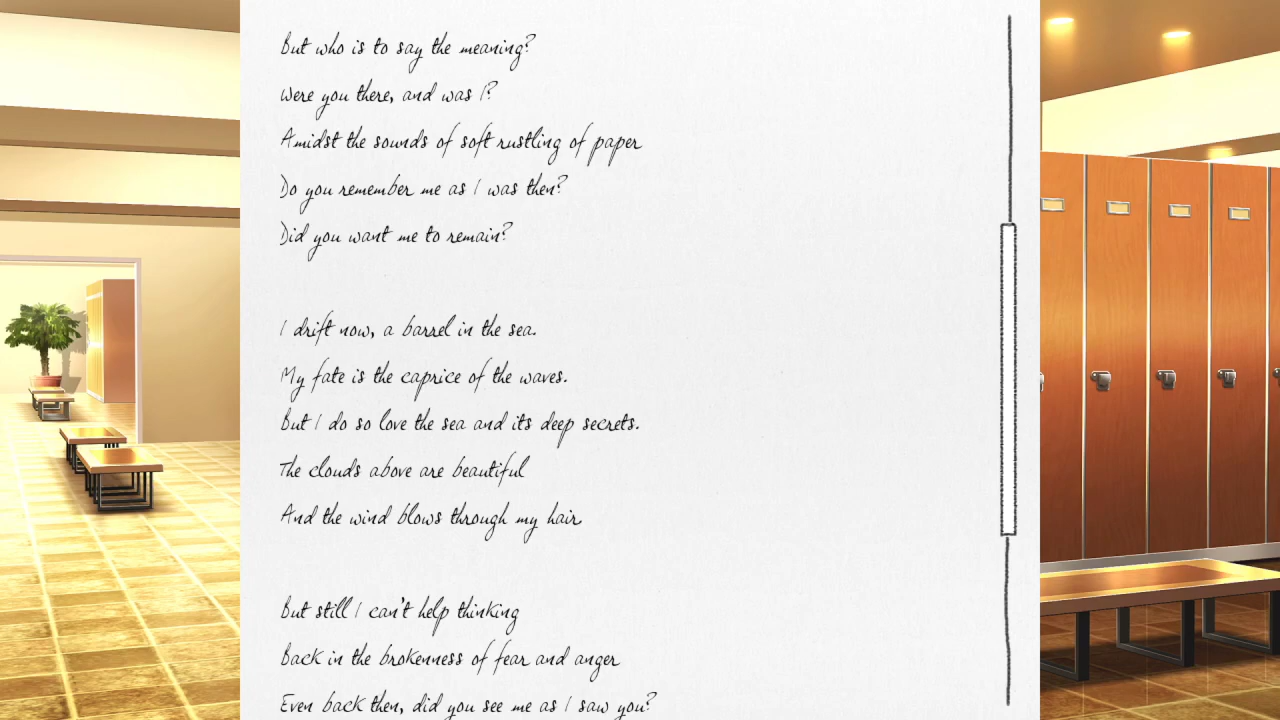 But who is to say the meaning?
Were you there, and was I?
Amidst the sounds of soft rustling of paper
Do you remember me as I was then?
Did you want me to remain?
I drift now, a barrel in the sea.
My fate is the caprice of the waves.
But I do so love the sea and its deep secrets.
The clouds above are beautiful
And the wind blows through my hair
But still I can't help thinking
Back in the brokenness of fear and anger
Even back then, did you see me as I saw you?